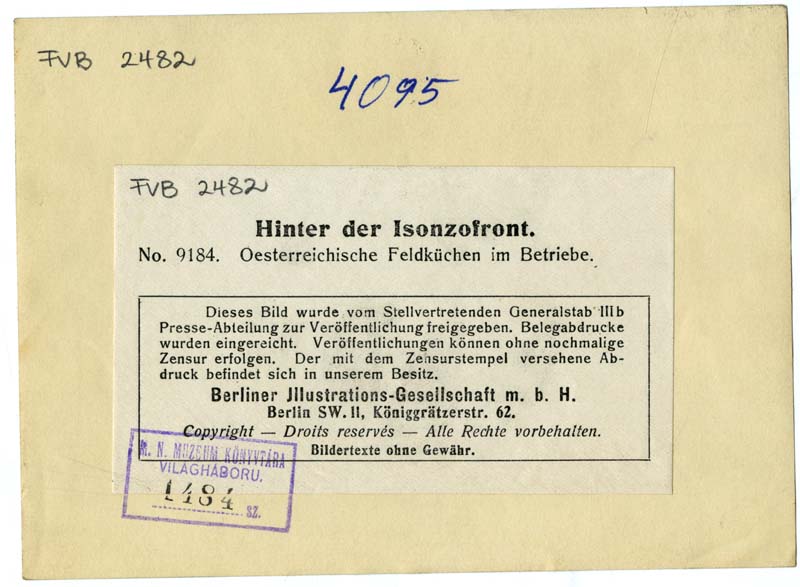 FVB 2482
4095
FVB 2482
Hinter der Isonzofront.
No. 9184. Oesterreichische Feldküchen im Betriebe.
Dieses Bild wurde vom Stellvertretenden Generalstab IIIb
Presse-Abteilung zur Veröffentlichung freigegeben. Belegabdrucke
wurden eingereicht. Veröffentlichungen können ohne nochmalige
Zensur erfolgen. Der mit dem Zensurstempel versehene Ab-
druck befindet sich in unserem Besitz.
Berliner Jllustrations-Gesellschaft m. b. H.
Berlin SW. 11, Königgrätzerstr. 62.
Copyright — Droits reservés — Alle Rechte vorbehalten.
Bildertexte ohne Gewähr.
M. N. MUZEUM KÖNYVTÁRA
VILÁGHÁBORU.
1484 SZ.